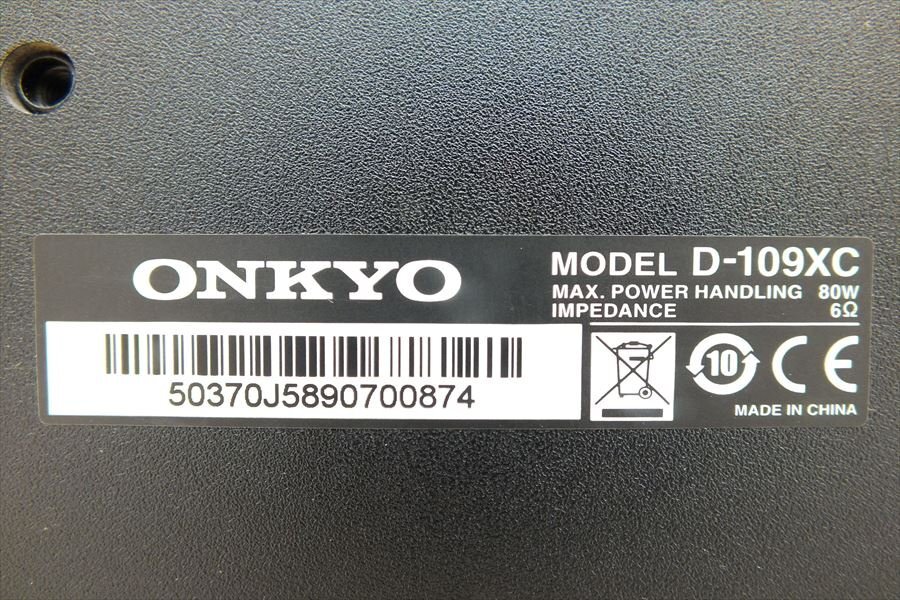 ONKYO
MODEL D-109XC
MAX. POWER HANDLING 80W
IMPEDANCE 6Ω
50370J5890700874
10
CE
MADE IN CHINA